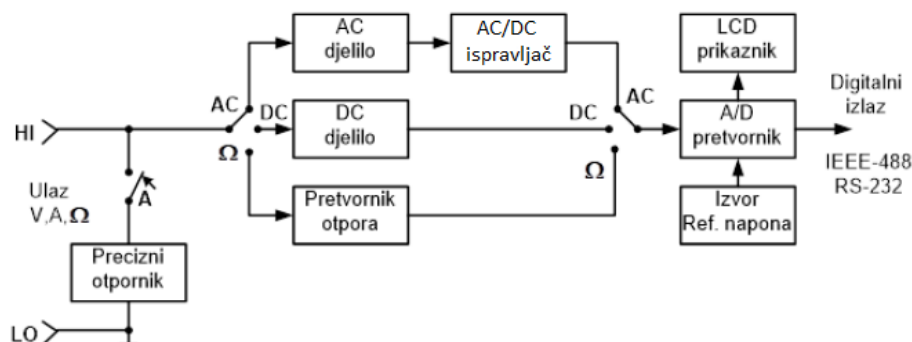 AC
djelilo
AC/DC
ispravljač
LCD
prikaznik
AC
DC
DC
djelilo
DC
AC
A/D
pretvornik
Digitalni
izlaz
HI
Ω
Ω
IEEE-488
RS-232
Ulaz
V,A,Ω
A
Pretvornik
otpora
Izvor
Ref. napona
Precizni
otpornik
LO